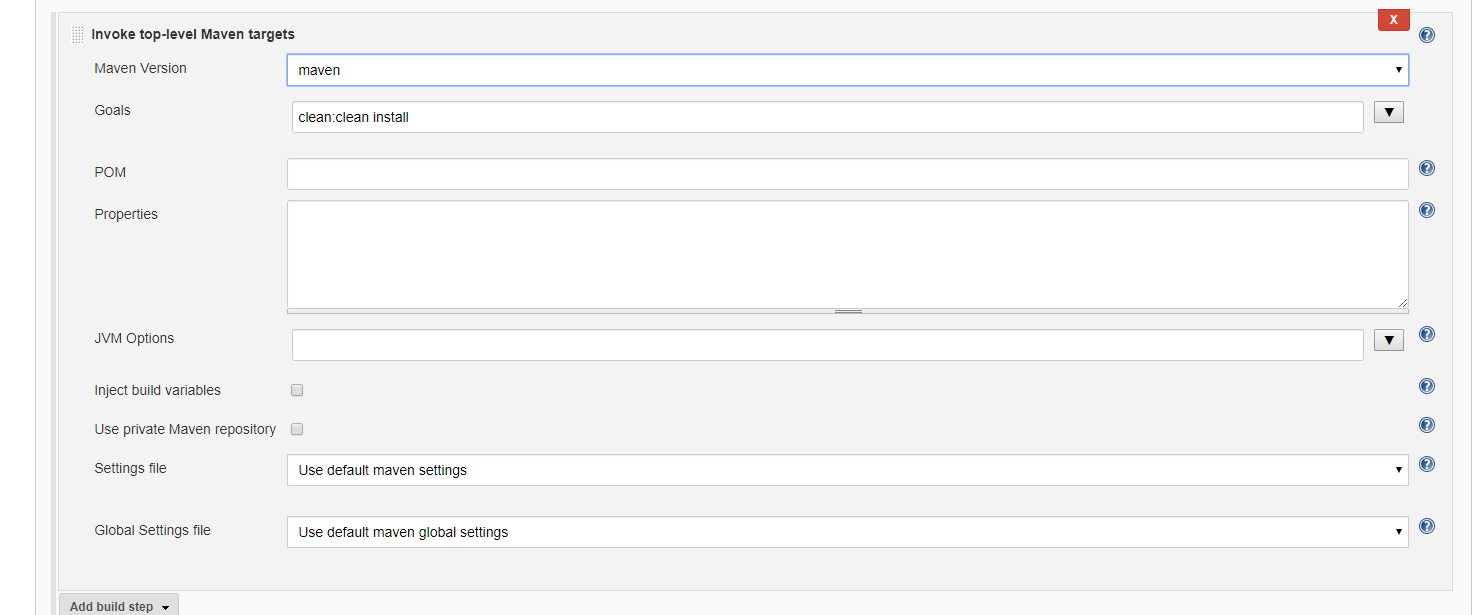 X
Invoke top-level Maven targets
Maven Version
maven
Goals
clean:clean install
POM
Properties
JVM Options
Inject build variables
Use private Maven repository
Settings file
Use default maven settings
Global Settings file
Use default maven global settings
Add build step